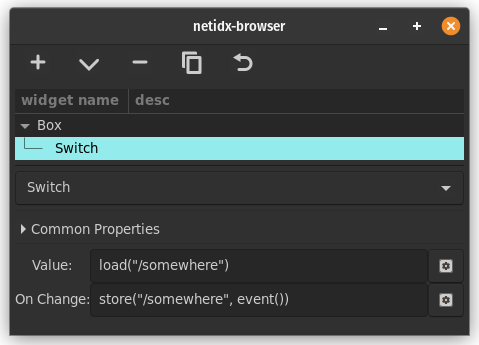 netidx-browser
widget name desc
Box
Switch
Switch
Common Properties
Value: load("/somewhere")
On Change: store("/somewhere", event())